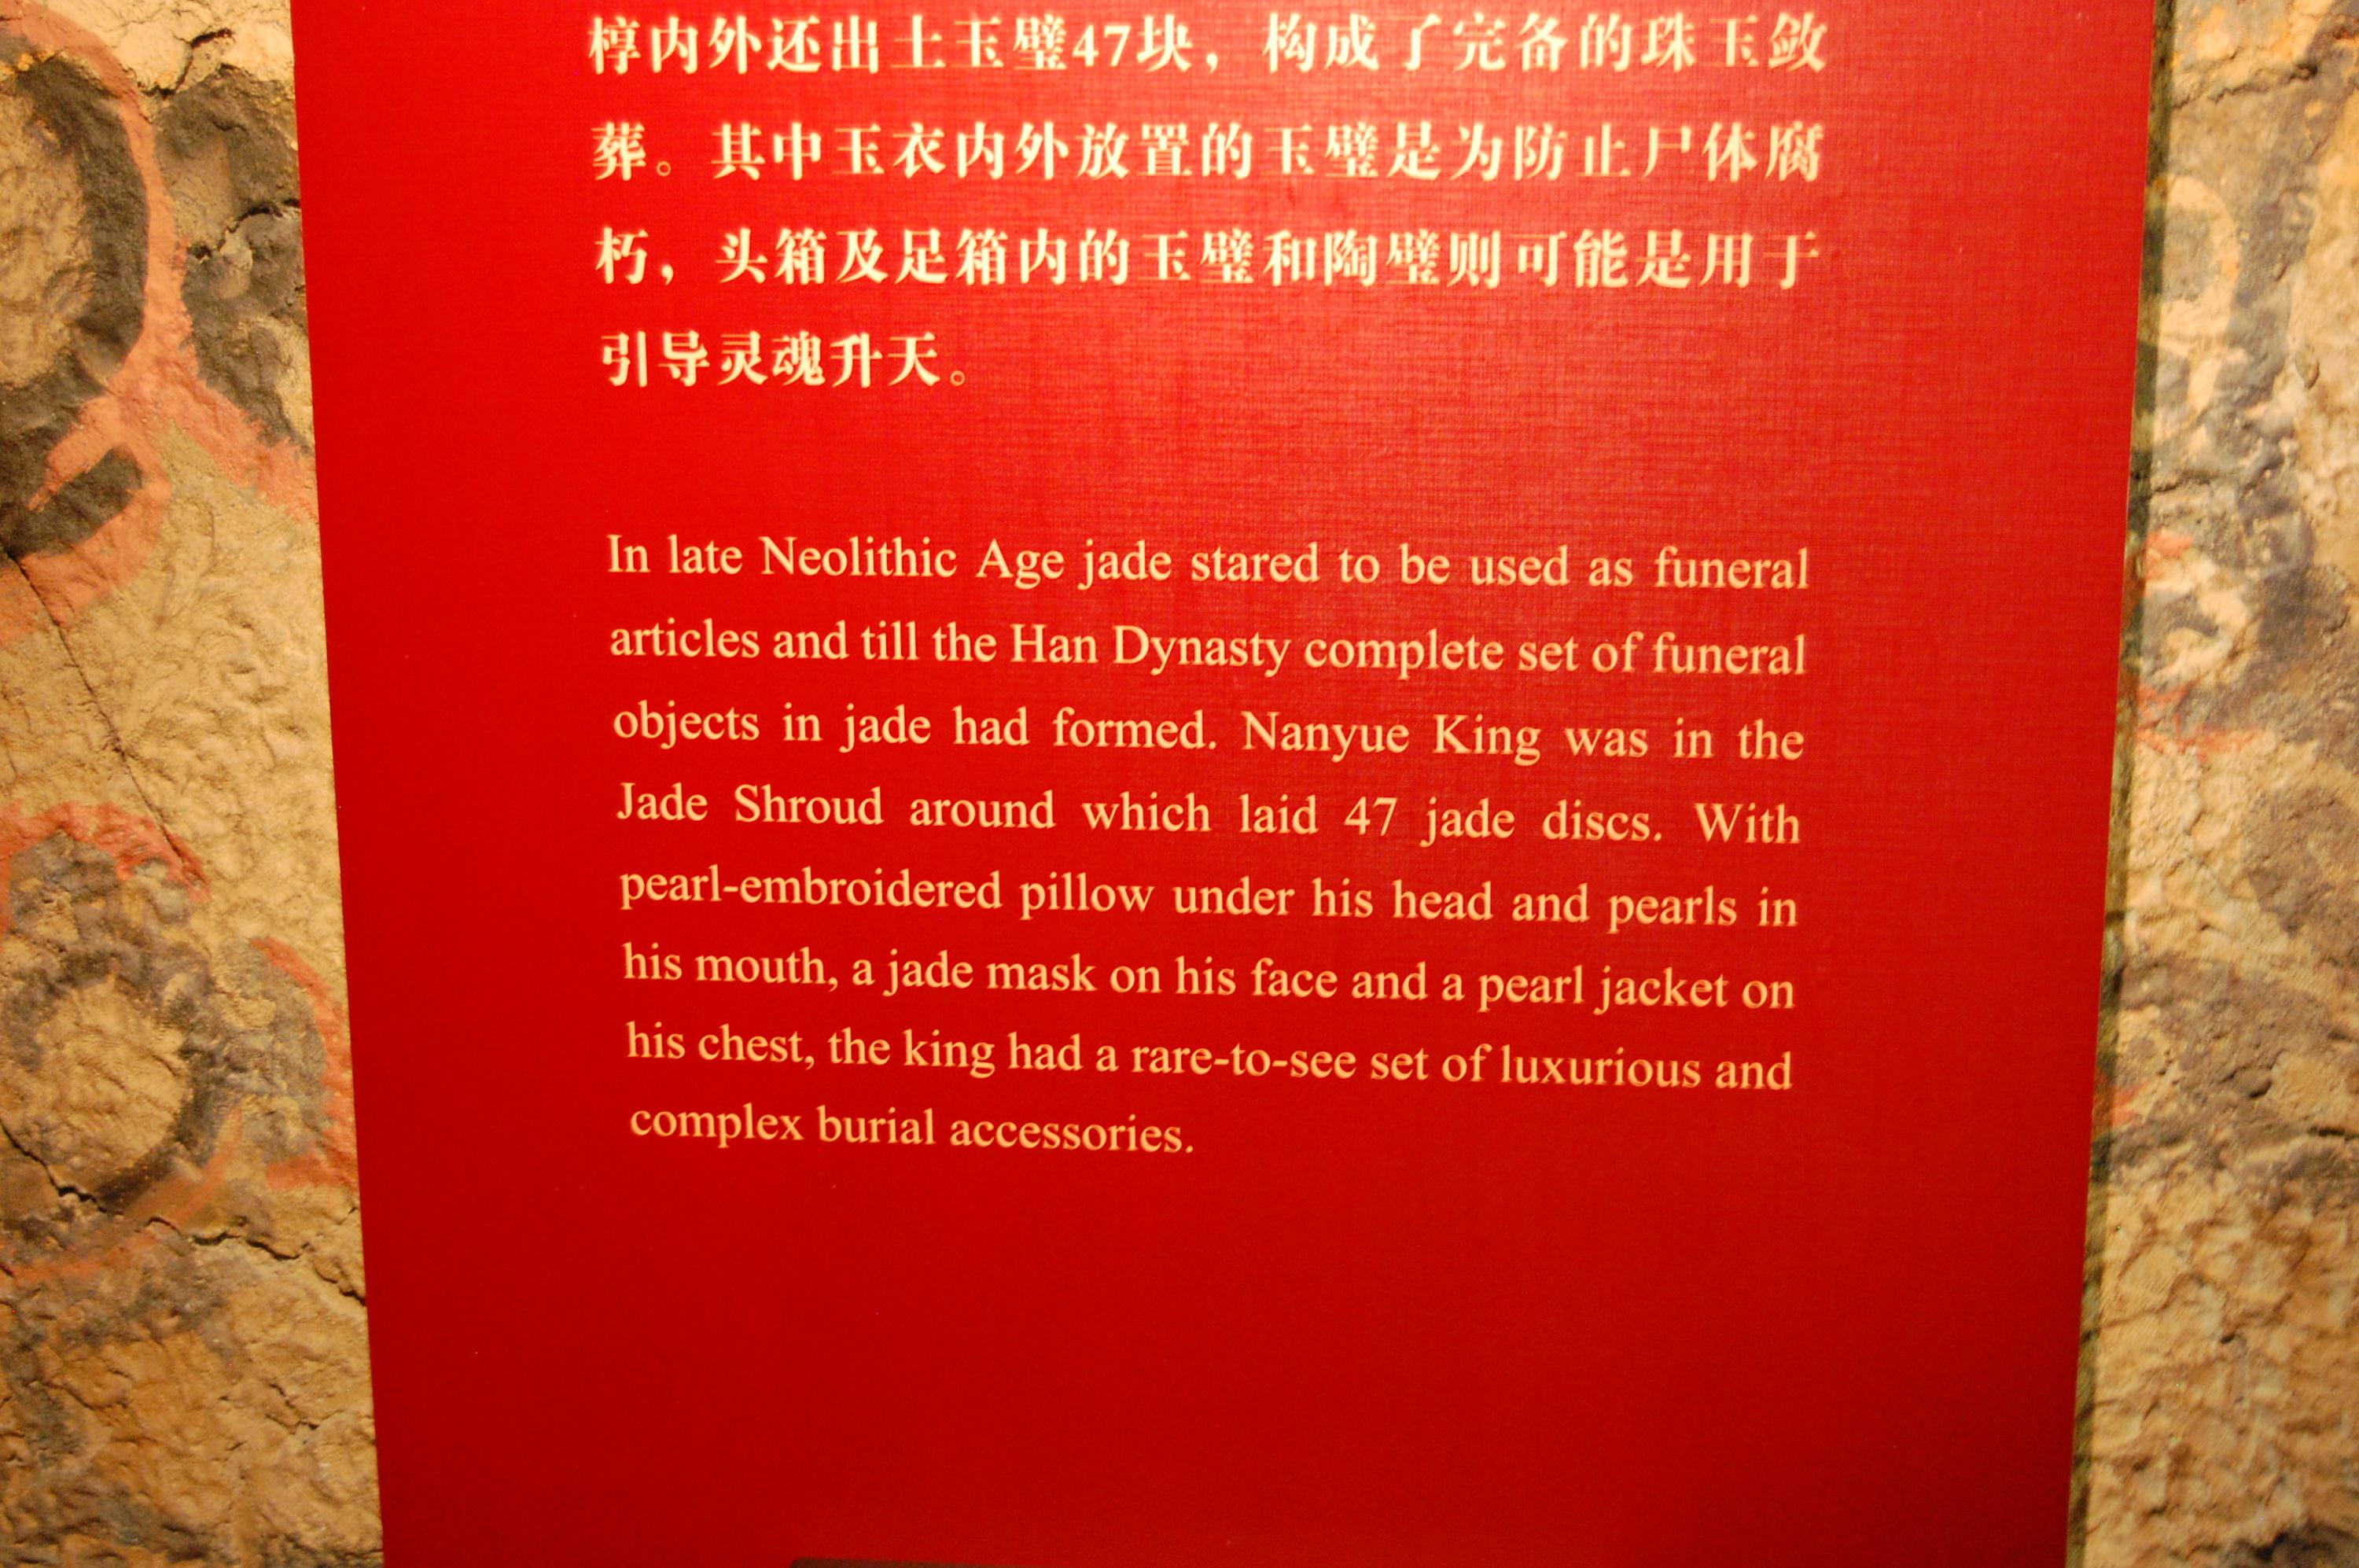 椁内外还出土玉璧47块，构成了完备的珠玉敛
葬。其中玉衣内外放置的玉璧是为防止尸体腐
朽，头箱及足箱内的玉璧和陶璧则可能是用于
引导灵魂升天。
In late Neolithic Age jade stared to be used as funeral
articles and till the Han Dynasty complete set of funeral
objects in jade had formed. Nanyue King was in the
Jade Shroud around which laid 47 jade discs. With
pearl-embroidered pillow under his head and pearls in
his mouth, a jade mask on his face and a pearl jacket on
his chest, the king had a rare-to-see set of luxurious and
complex burial accessories.